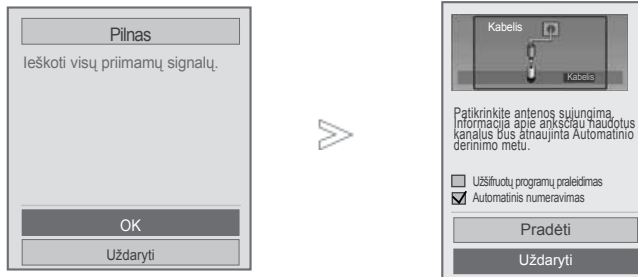 Pilnas
Ieškoti visų priimamų signalų.
OK
Uždaryti
Kabelis
Kabelis
Patikrinkite antenos sujungimą.
Informacija apie anksčiau naudotus
kanalus bus atnaujinta Automatinio
derinimo metu.
Užšifruotų programų praleidimas
Automatinis numeravimas
Pradėti
Uždaryti